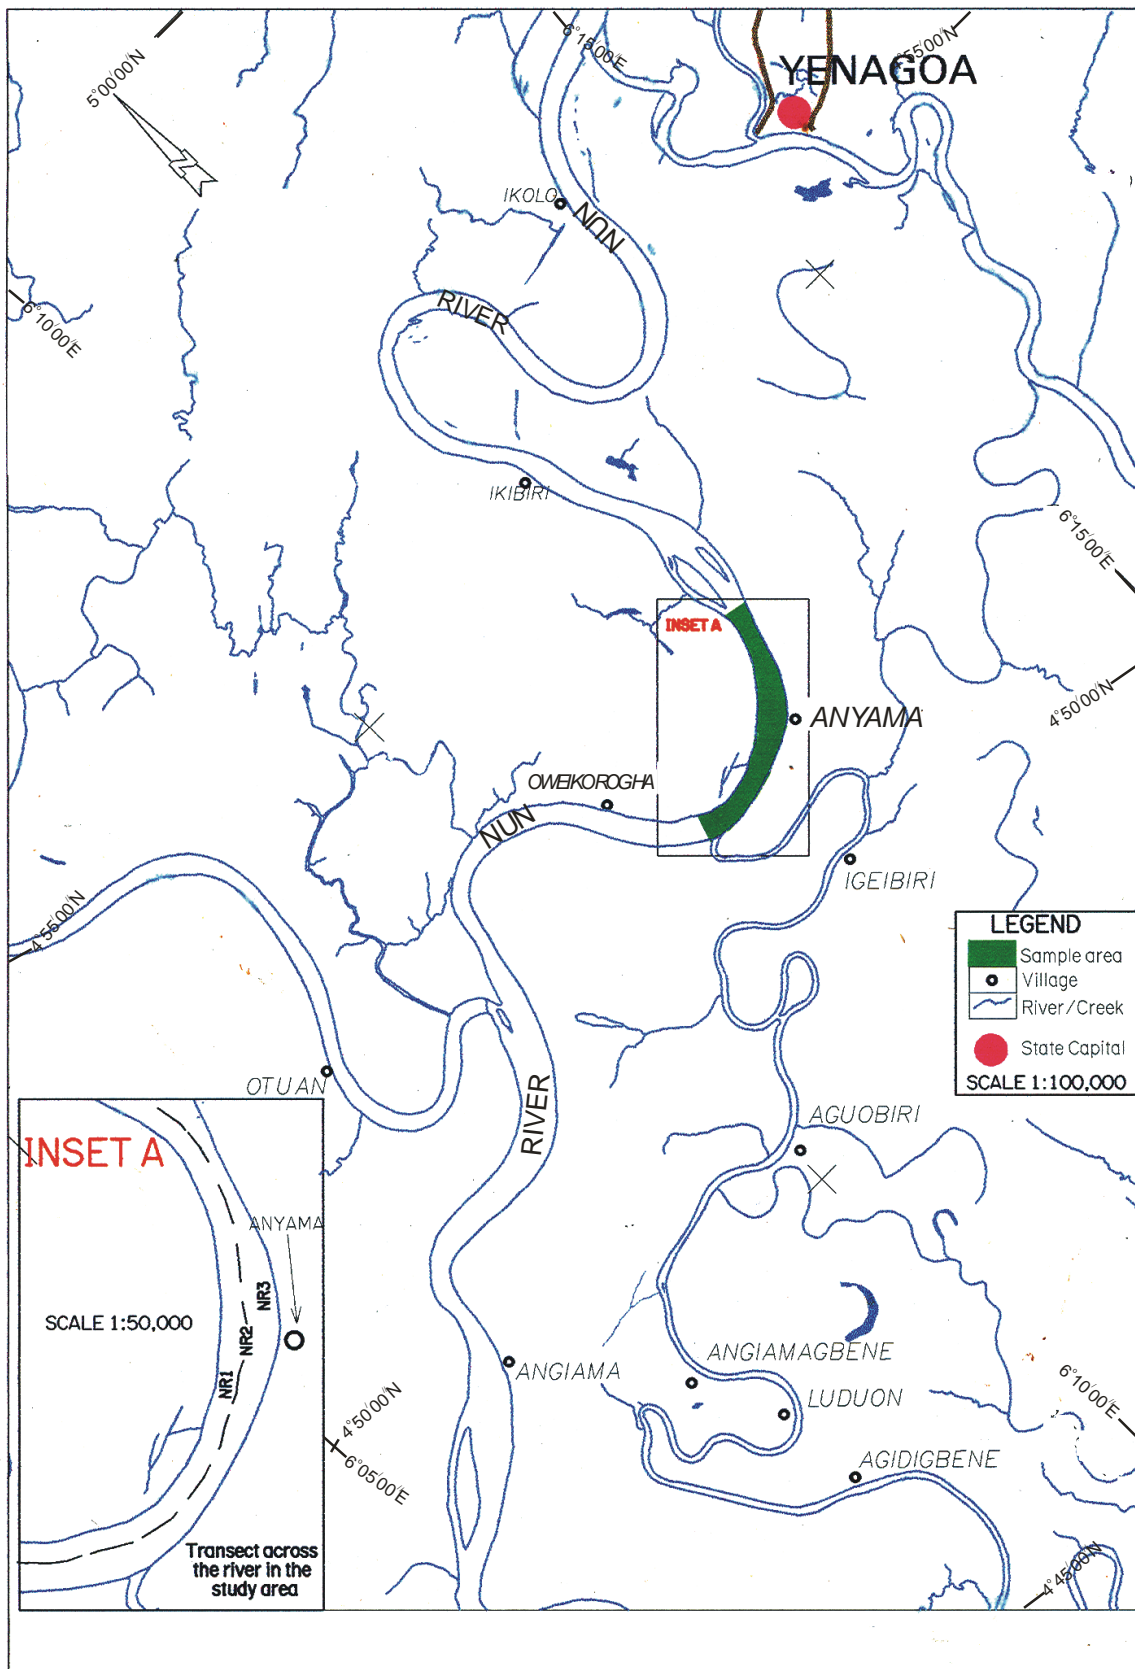 5°00'00"N
6°15'00"E
YENAGOA
IKOLO
NUN
6°10'00"E
RIVER
IKIBIRI
6°15'00"E
INSET A
4°50'00"N
ANYAMA
OWEIKOROGHA
NUN
IGEIBIRI
4°55'00"N
LEGEND
Sample area
Village
River/Creek
State Capital
SCALE 1:100,000
OTUAN
RIVER
AGUOBIRI
INSET A
ANYAMA
NR3
SCALE 1:50,000
NR2
NR1
ANGIAMA
ANGIAMAGBENE
LUDUON
6°10'00"E
4°50'00"N
6°05'00"E
AGIDIGBENE
Transect across
the river in the
study area
4°45'00"N